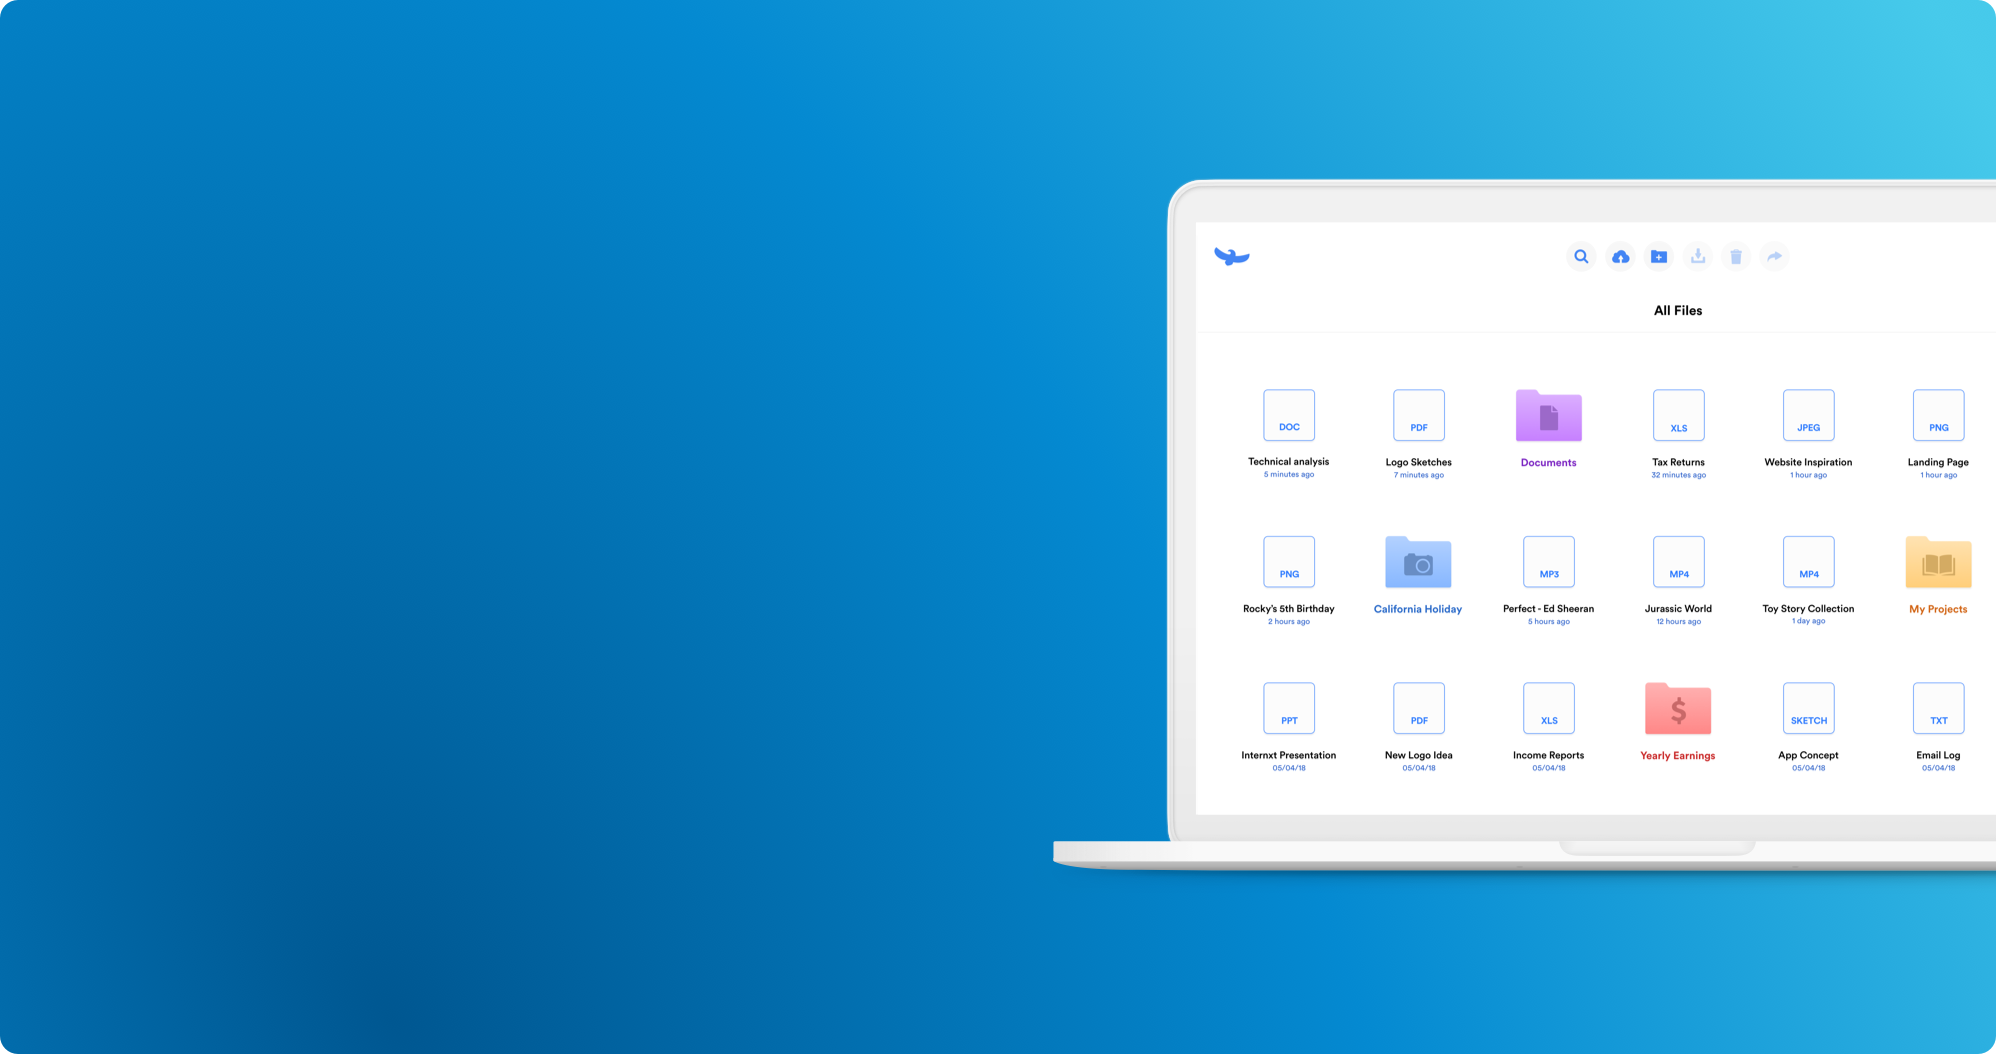 All Files
DOC
PDF
XLS
JPEG
PNG
Technical analysis
Logo Sketches
Documents
Tax Returns
Website Inspiration
Landing Page
5 minutes ago
7 minutes ago
32 minutes ago
1 hour ago
1 hour ago
PNG
MP3
MP4
MP4
Rocky's 5th Birthday
California Holiday
Perfect - Ed Sheeran
Jurassic World
Toy Story Collection
My Projects
2 hours ago
5 hours ago
12 hours ago
1 day ago
PPT
PDF
XLS
$
SKETCH
TXT
Internxt Presentation
New Logo Idea
Income Reports
Yearly Earnings
App Concept
Email Log
05/04/18
05/04/18
05/04/18
05/04/18
05/04/18